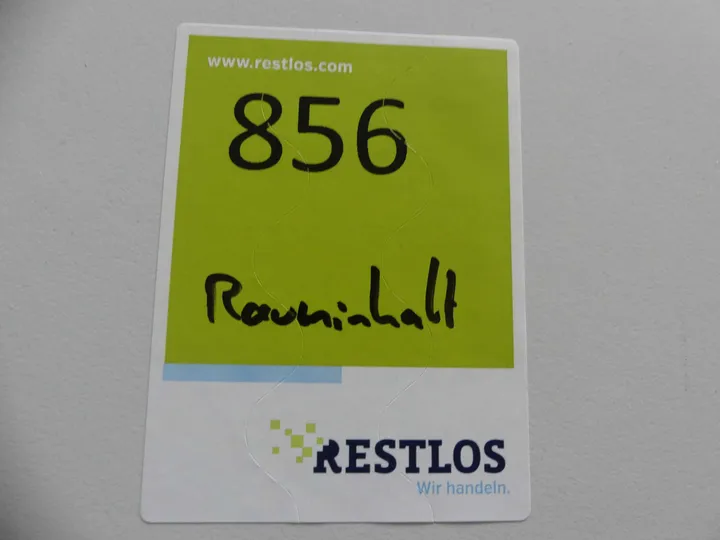 www.restlos.com
856
Rauminhalt
RESTLOS
Wir handeln.